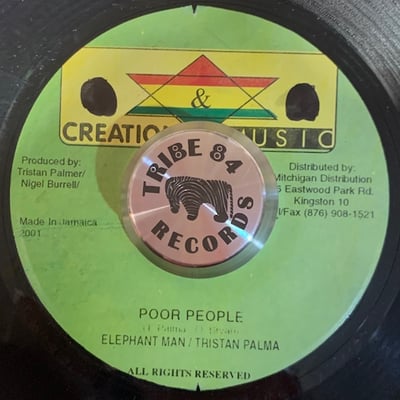 &
CREATION MUSIC
TRIBE 84
RECORDS
Produced by:
Tristan Palmer/
Nigel Burrell/
Made In Jamaica
2001
Distributed by:
Mitchigan Distribution
Eastwood Park Rd.
Kingston 10
l/Fax (876) 908-1521
POOR PEOPLE
ELEPHANT MAN / TRISTAN PALMA
ALL RIGHTS RESERVED